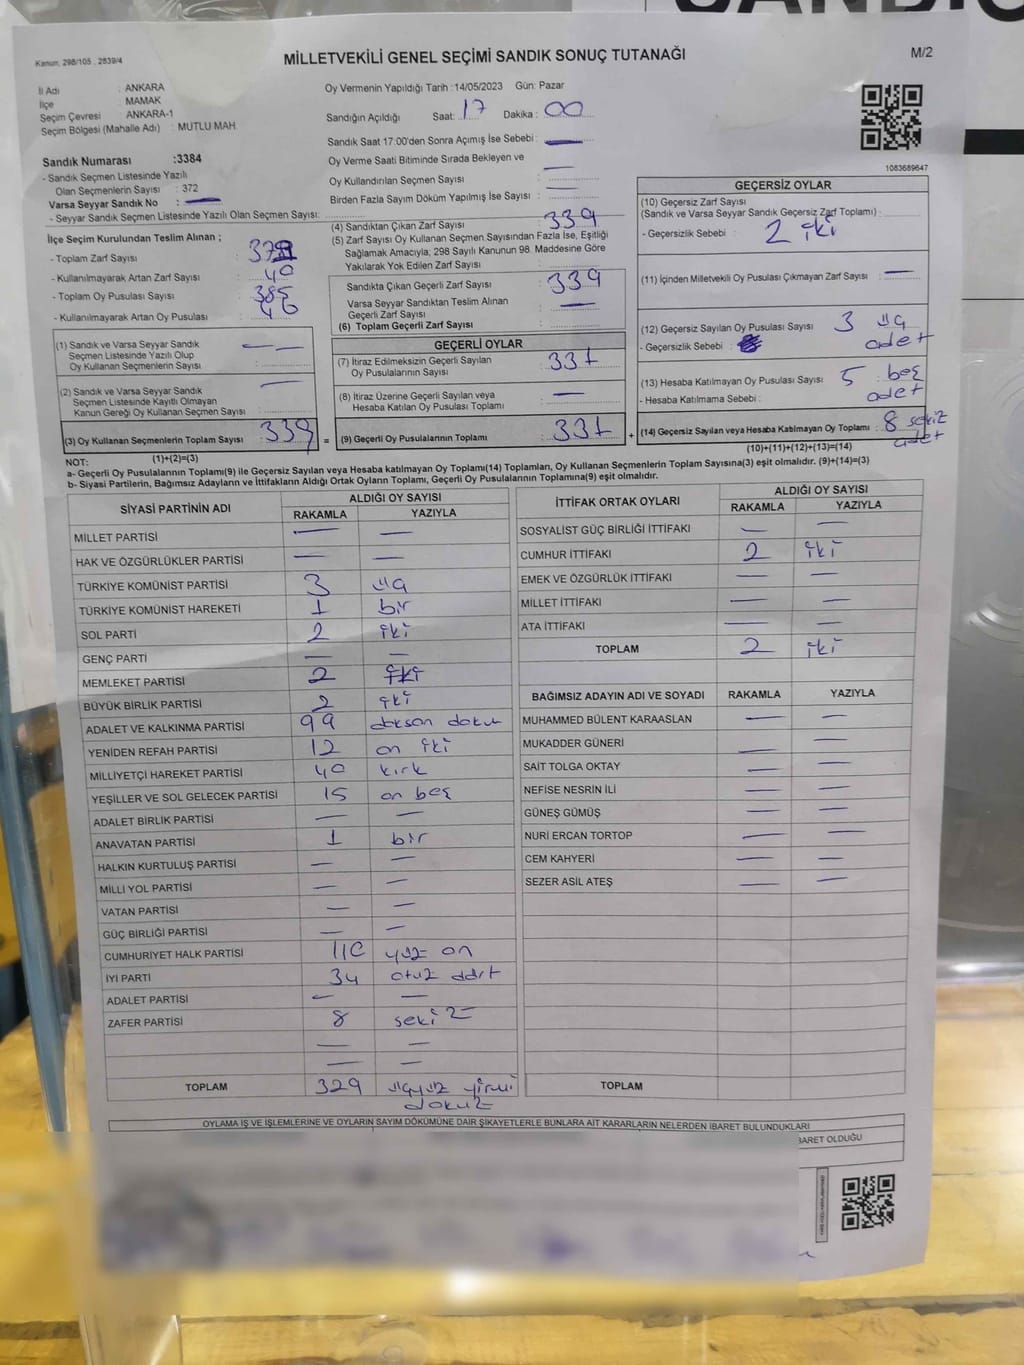 Kanun, 298/105 , 2839/4
MİLLETVEKİLİ GENEL SEÇİMİ SANDIK SONUÇ TUTANAĞI
M/2
İl Adı : ANKARA
İlçe : MAMAK
Seçim Çevresi : ANKARA-1
Seçim Bölgesi (Mahalle Adı) : MUTLU MAH.
Oy Vermenin Yapıldığı Tarih :14/05/2023 Gün: Pazar
Sandığın Açıldığı Saat: 17 Dakika : 00
Sandık Saat 17:00'den Sonra Açımış İse Sebebi: —
Oy Verme Saati Bitiminde Sırada Bekleyen ve
Oy Kullandırılan Seçmen Sayısı : —
Birden Fazla Sayım Döküm Yapılmış İse Sayısı : —
1083689647
Sandık Numarası :3384
- Sandık Seçmen Listesinde Yazılı
Olan Seçmenlerin Sayısı : 372
Varsa Seyyar Sandık No : —
- Seyyar Sandık Seçmen Listesinde Yazılı Olan Seçmen Sayısı:
İlçe Seçim Kurulundan Teslim Alınan ;
- Toplam Zarf Sayısı :
- Kullanılmayarak Artan Zarf Sayısı : 40
- Toplam Oy Pusulası Sayısı : 385
- Kullanılmayarak Artan Oy Pusulası : 46
(4) Sandıktan Çıkan Zarf Sayısı : 339
(5) Zarf Sayısı Oy Kullanan Seçmen Sayısından Fazla İse, Eşitliği
Sağlamak Amacıyla; 298 Sayılı Kanunun 98. Maddesine Göre
Yakılarak Yok Edilen Zarf Sayısı :
Sandıkta Çıkan Geçerli Zarf Sayısı : 339
Varsa Seyyar Sandıktan Teslim Alınan
Geçerli Zarf Sayısı : —
(6) Toplam Geçerli Zarf Sayısı :
GEÇERSİZ OYLAR
(10) Geçersiz Zarf Sayısı
(Sandık ve Varsa Seyyar Sandık Geçersiz Zarf Toplamı) :
- Geçersizlik Sebebi : 2 iki
(11) İçinden Milletvekili Oy Pusulası Çıkmayan Zarf Sayısı : —
(12) Geçersiz Sayılan Oy Pusulası Sayısı 3 üç
- Geçersizlik Sebebi : adet
(13) Hesaba Katılmayan Oy Pusulası Sayısı 5 : beş
- Hesaba Katılmama Sebebi : adet
(14) Geçersiz Sayılan veya Hesaba Katılmayan Oy Toplamı : 8 sekiz
adet
(10)+(11)+(12)+(13)=(14)
(1) Sandık ve Varsa Seyyar Sandık
Seçmen Listesinde Yazılı Olup
Oy Kullanan Seçmenlerin Sayısı : — —
(2) Sandık ve Varsa Seyyar Sandık
Seçmen Listesinde Kayıtlı Olmayan
Kanun Gereği Oy Kullanan Seçmen Sayısı : —
(3) Oy Kullanan Seçmenlerin Toplam Sayısı : 339 =
(1)+(2)=(3)
GEÇERLİ OYLAR
(7) İtiraz Edilmeksizin Geçerli Sayılan
Oy Pusulalarının Sayısı : 331
(8) İtiraz Üzerine Geçerli Sayılan veya
Hesaba Katılan Oy Pusulası Toplamı : —
(9) Geçerli Oy Pusulalarının Toplamı : 331 +
NOT:
a- Geçerli Oy Pusulalarının Toplamı(9) ile Geçersiz Sayılan veya Hesaba katılmayan Oy Toplamı(14) Toplamları, Oy Kullanan Seçmenlerin Toplam Sayısına(3) eşit olmalıdır. (9)+(14)=(3)
b- Siyasi Partilerin, Bağımsız Adayların ve İttifakların Aldığı Ortak Oyların Toplamı, Geçerli Oy Pusulalarının Toplamına(9) eşit olmalıdır.
SİYASİ PARTİNİN ADI ALDIĞI OY SAYISI
RAKAMLA YAZIYLA
MİLLET PARTİSİ — —
HAK VE ÖZGÜRLÜKLER PARTİSİ — —
TÜRKİYE KOMÜNİST PARTİSİ 3 üç
TÜRKİYE KOMÜNİST HAREKETİ 1 bir
SOL PARTİ 2 iki
GENÇ PARTİ — —
MEMLEKET PARTİSİ 2 iki
BÜYÜK BİRLİK PARTİSİ 2 iki
ADALET VE KALKINMA PARTİSİ 99 doksan dokuz
YENİDEN REFAH PARTİSİ 12 on iki
MİLLİYETÇİ HAREKET PARTİSİ 40 kırk
YEŞİLLER VE SOL GELECEK PARTİSİ 15 on beş
ADALET BİRLİK PARTİSİ — —
ANAVATAN PARTİSİ 1 bir
HALKIN KURTULUŞ PARTİSİ — —
MİLLİ YOL PARTİSİ — —
VATAN PARTİSİ — —
GÜÇ BİRLİĞİ PARTİSİ — —
CUMHURİYET HALK PARTİSİ 110 yüz on
İYİ PARTİ 34 otuz dört
ADALET PARTİSİ — —
ZAFER PARTİSİ 8 sekiz
— —
— —
TOPLAM 329 üçyüz yirmi
dokuz
İTTİFAK ORTAK OYLARI ALDIĞI OY SAYISI
RAKAMLA YAZIYLA
SOSYALİST GÜÇ BİRLİĞİ İTTİFAKI — —
CUMHUR İTTİFAKI 2 iki
EMEK VE ÖZGÜRLÜK İTTİFAKI — —
MİLLET İTTİFAKI — —
ATA İTTİFAKI — —
TOPLAM 2 iki
BAĞIMSIZ ADAYIN ADI VE SOYADI RAKAMLA YAZIYLA
MUHAMMED BÜLENT KARAASLAN — —
MUKADDER GÜNERİ — —
SAİT TOLGA OKTAY — —
NEFİSE NESRİN İLİ — —
GÜNEŞ GÜMÜŞ — —
NURİ ERCAN TORTOP — —
CEM KAHYERİ — —
SEZER ASİL ATEŞ — —
TOPLAM
OYLAMA İŞ VE İŞLEMLERİNE VE OYLARIN SAYIM DÖKÜMÜNE DAİR ŞİKAYETLERLE BUNLARA AİT KARARLARIN NELERDEN İBARET BULUNDUKLARI
BARET OLDUĞU